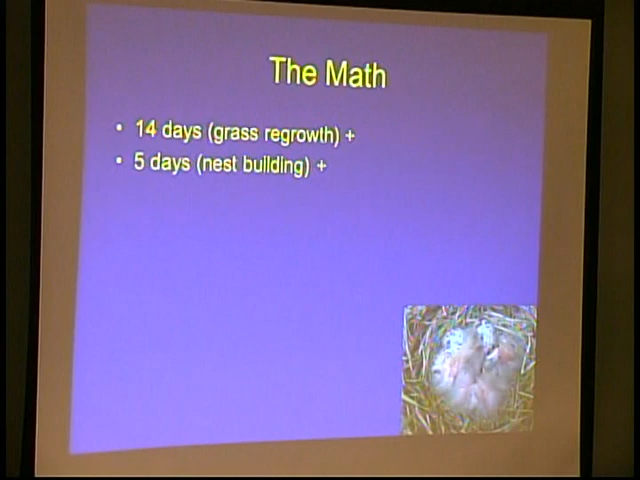 The Math
• 14 days (grass regrowth) +
• 5 days (nest building) +